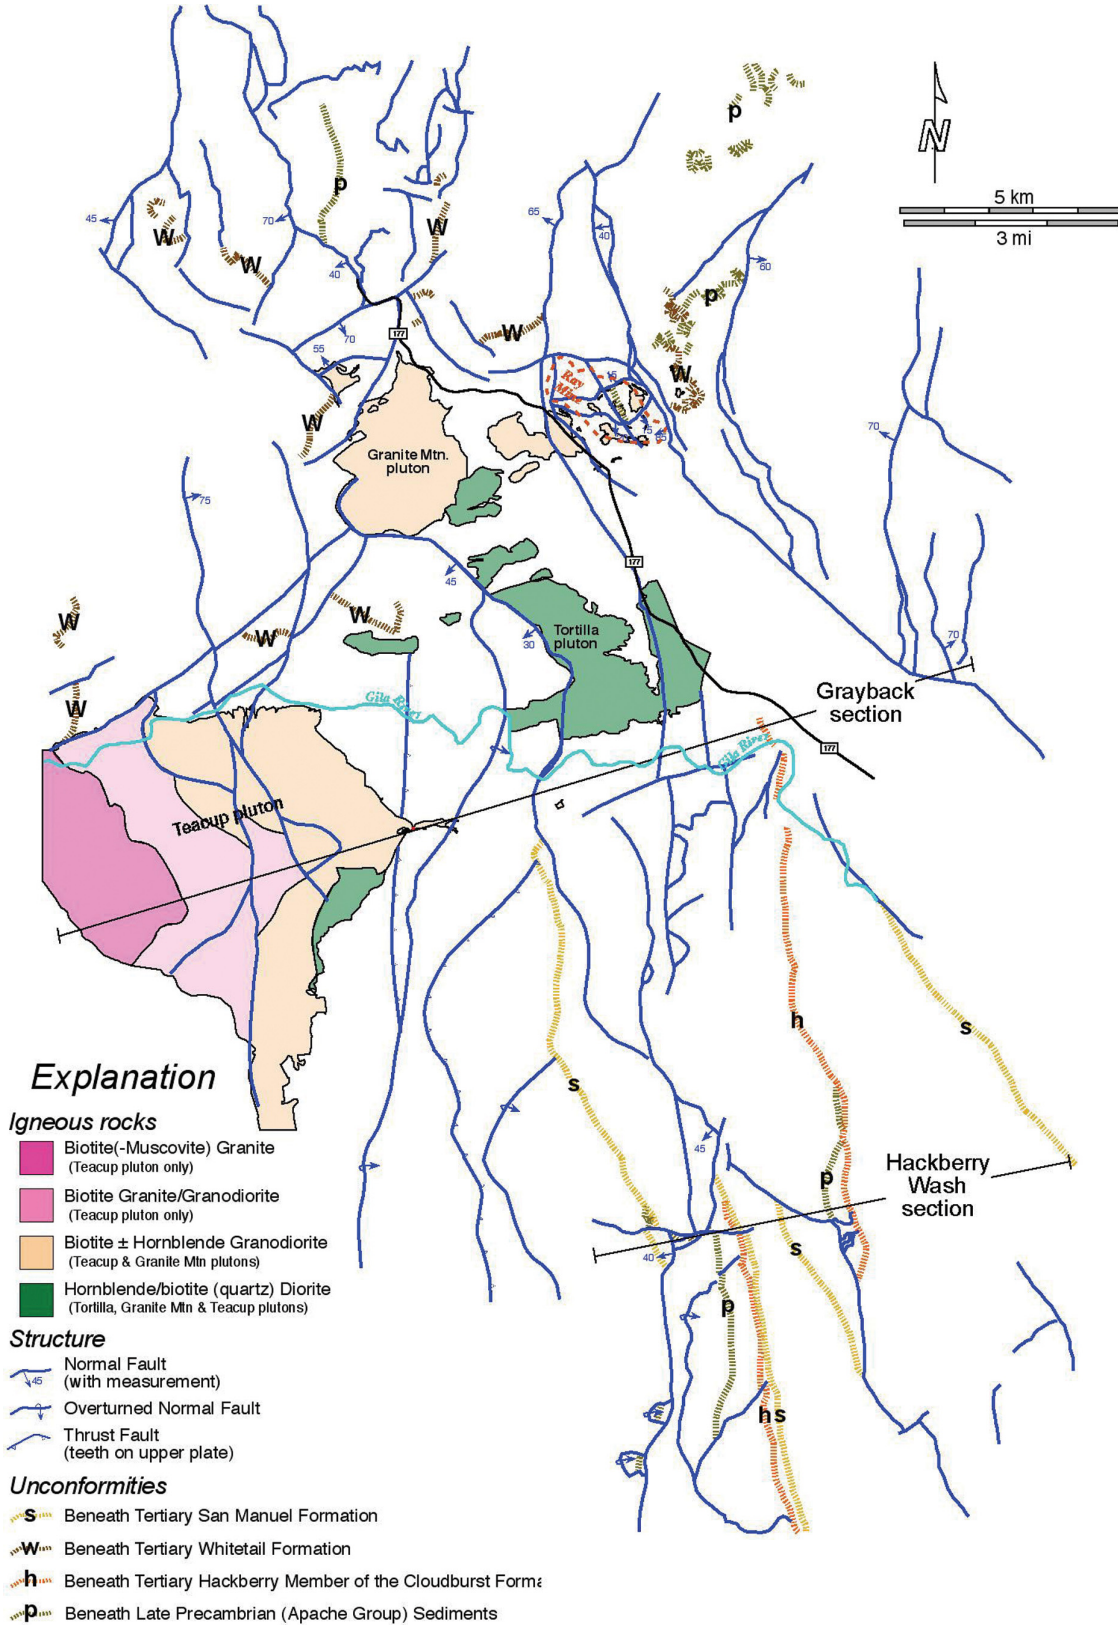 p
N
5 km
3 mi
p
65
45
W
70
W
40
W
40
60
p
W
177
70
55
W
Ray
Mine
15
W
15
70
Granite Mtn.
pluton
75
177
45
W
W
W
Tortilla
pluton
30
70
W
Gila River
Grayback
section
Gila River
177
Teacup pluton
h
s
s
Explanation
Igneous rocks
Biotite(-Muscovite) Granite
(Teacup pluton only)
Biotite Granite/Granodiorite
(Teacup pluton only)
Biotite ± Hornblende Granodiorite
(Teacup & Granite Mtn plutons)
Hornblende/biotite (quartz) Diorite
(Tortilla, Granite Mtn & Teacup plutons)
Structure
45
Normal Fault
(with measurement)
Overturned Normal Fault
Thrust Fault
(teeth on upper plate)
Unconformities
s Beneath Tertiary San Manuel Formation
w Beneath Tertiary Whitetail Formation
h Beneath Tertiary Hackberry Member of the Cloudburst Forma
p Beneath Late Precambrian (Apache Group) Sediments
45
p
Hackberry
Wash
section
s
40
p
h s